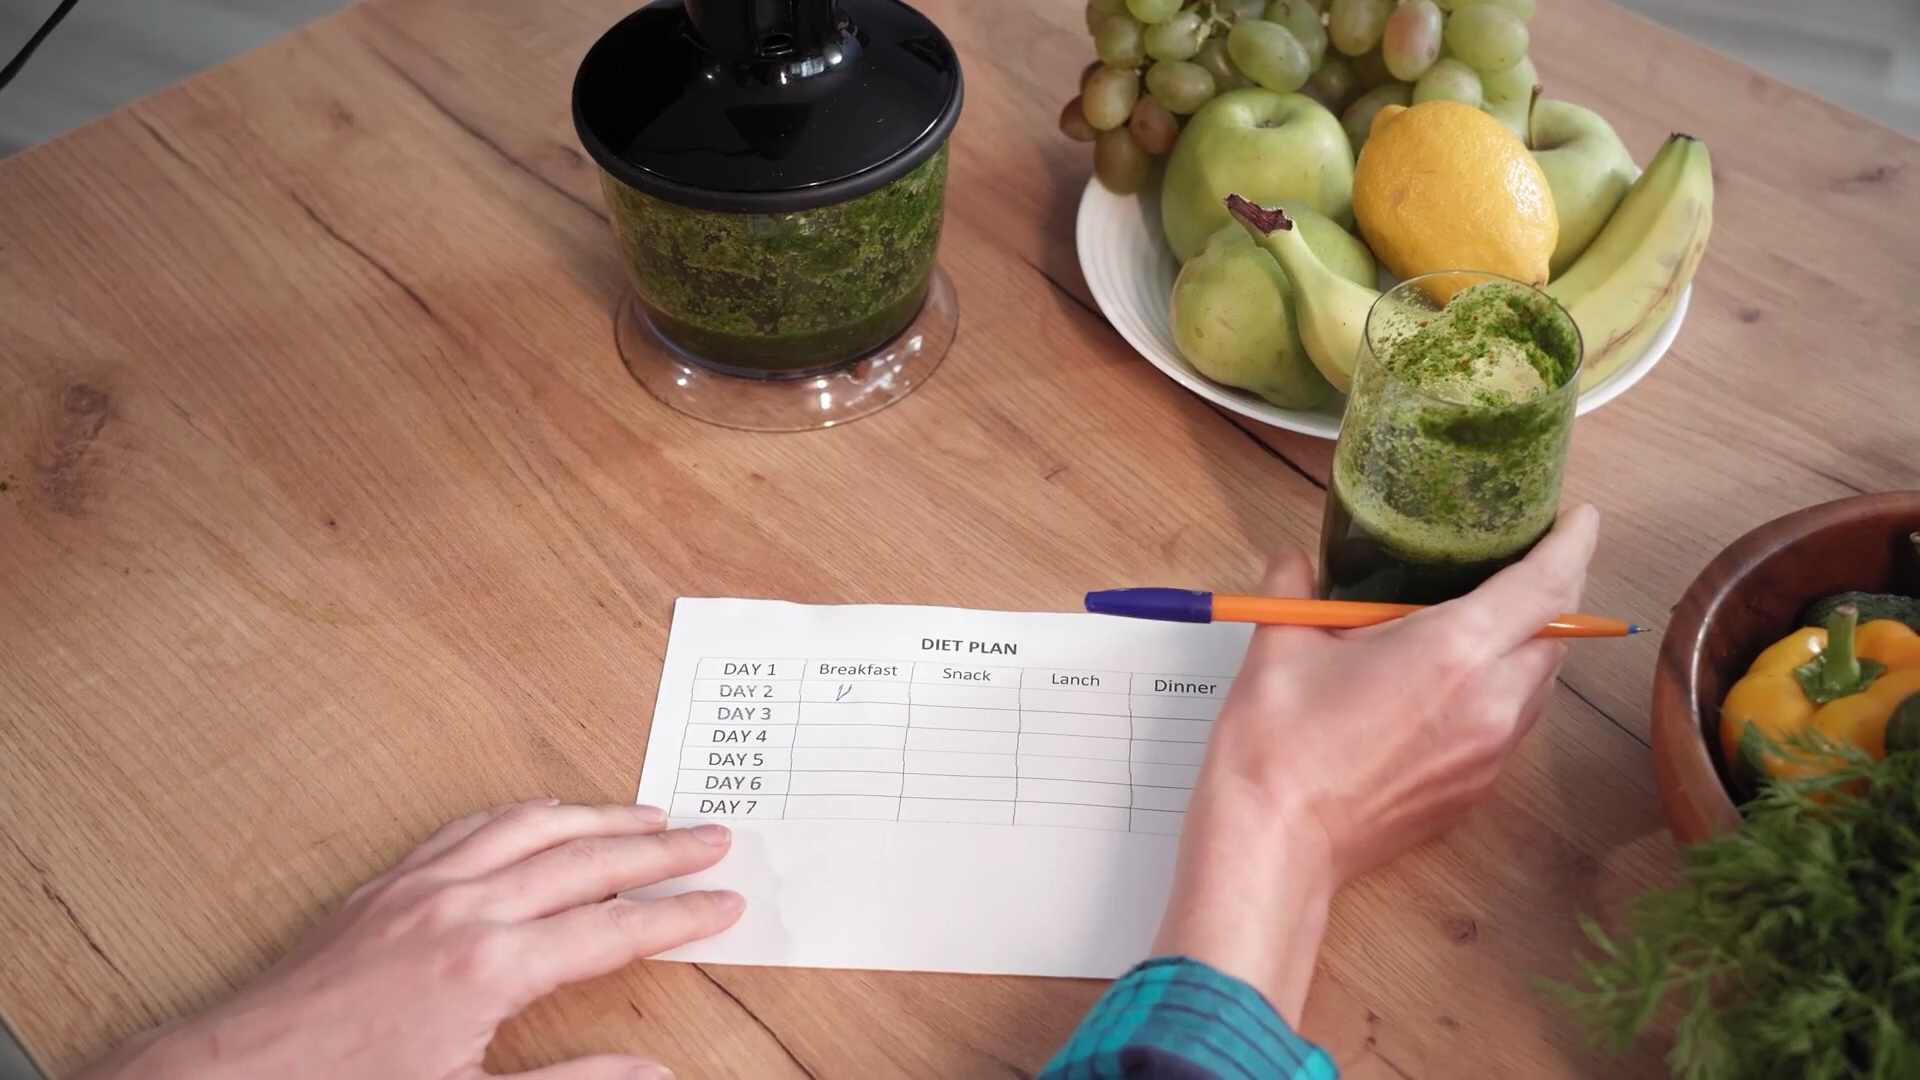 DIET PLAN
DAY 1 Breakfast Snack Lanch Dinner
DAY 2 V
DAY 3
DAY 4
DAY 5
DAY 6
DAY 7